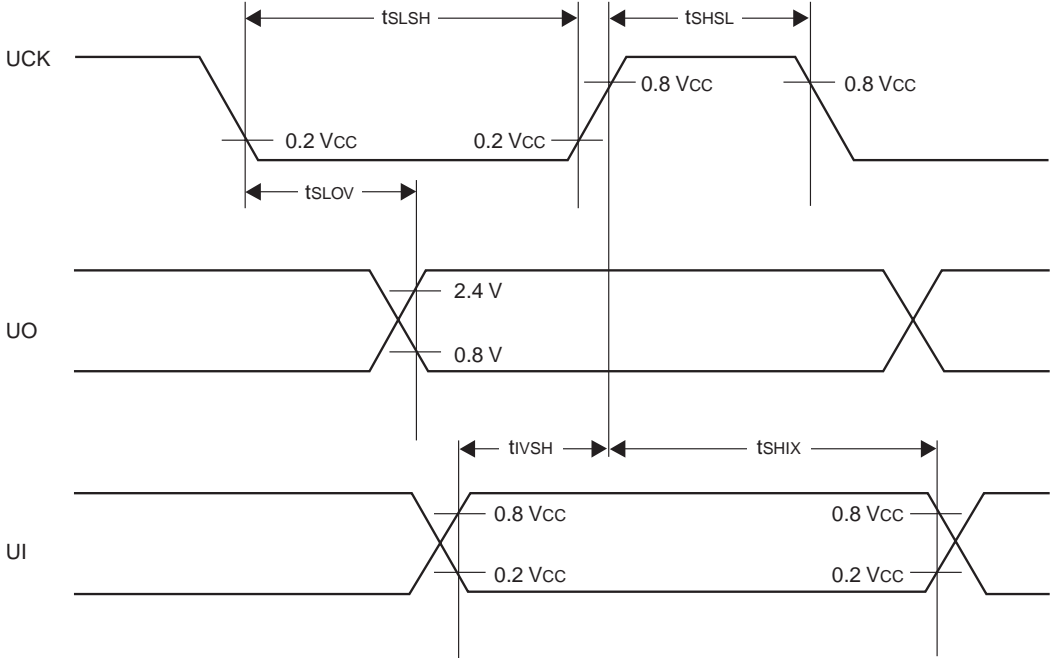 tSLSH
tSHSL
UCK
0.8 VCC
0.8 VCC
0.2 VCC
0.2 VCC
tSLOV
2.4 V
UO
0.8 V
tIVSH
tSHIX
0.8 VCC
0.8 VCC
UI
0.2 VCC
0.2 VCC